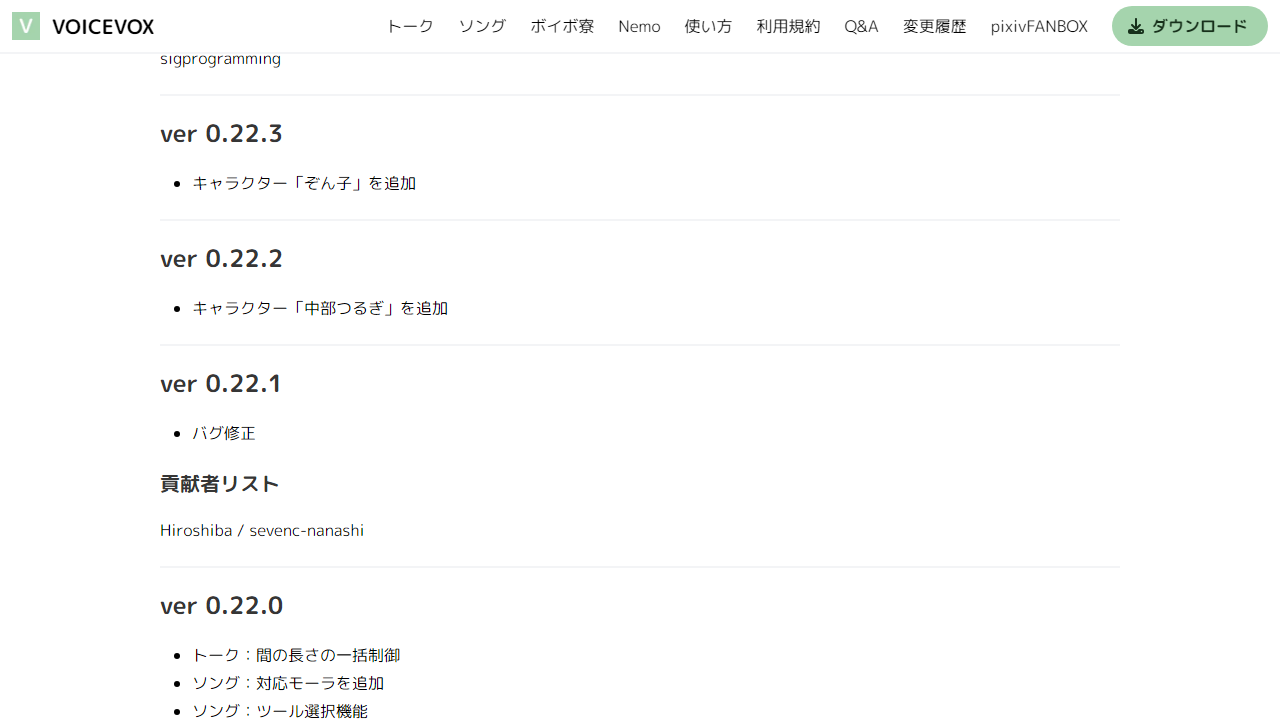 V VOICEVOX トーク ソング ボイボ寮 Nemo 使い方 利用規約 Q&A 変更履歴 pixivFANBOX ダウンロード
sigprogramming
ver 0.22.3
キャラクター「ぞん子」を追加
ver 0.22.2
キャラクター「中部つるぎ」を追加
ver 0.22.1
バグ修正
貢献者リスト
Hiroshiba / sevenc-nanashi
ver 0.22.0
トーク：間の長さの一括制御
ソング：対応モーラを追加
ソング：ツール選択機能